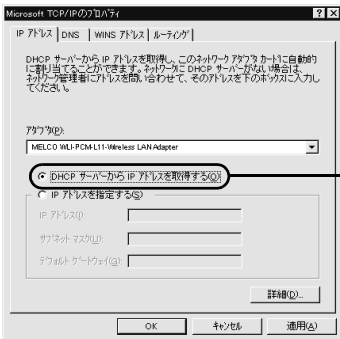 Microsoft TCP/IPのﾌﾟﾛﾊﾟﾃｨ
IP ｱﾄﾞﾚｽ DNS WINS ｱﾄﾞﾚｽ ﾙｰﾃｨﾝｸﾞ
DHCP ｻｰﾊﾞｰから IP ｱﾄﾞﾚｽを取得し、このﾈｯﾄﾜｰｸ ｱﾀﾞﾌﾟﾀ ｶｰﾄﾞに自動的
に割り当てることができます。ﾈｯﾄﾜｰｸに DHCP ｻｰﾊﾞｰがない場合は、
ﾈｯﾄﾜｰｸ管理者にｱﾄﾞﾚｽを問い合わせて、そのｱﾄﾞﾚｽを下のﾎﾞｯｸｽに入力し
てください。
ｱﾀﾞﾌﾟﾀ(P):
MELCO WLI-PCM-L11-Wireless LAN Adapter
DHCP ｻｰﾊﾞｰから IP ｱﾄﾞﾚｽを取得する(O)
IP ｱﾄﾞﾚｽを指定する(S)
IP ｱﾄﾞﾚｽ(I):
ｻﾌﾞﾈｯﾄ ﾏｽｸ(U):
ﾃﾞﾌｫﾙﾄ ｹﾞｰﾄｳｪｲ(G):
詳細(D)...
OK ｷｬﾝｾﾙ 適用(A)